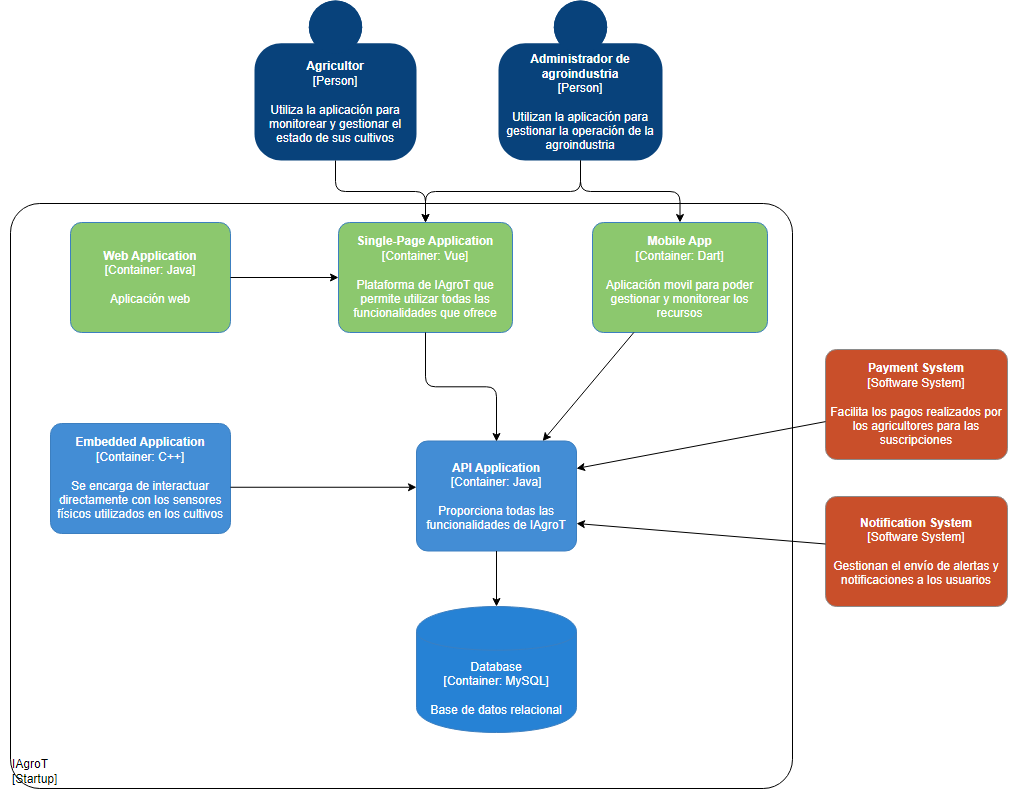 Agricultor
[Person]
Utiliza la aplicación para
monitorear y gestionar el
estado de sus cultivos
Administrador de
agroindustria
[Person]
Utilizan la aplicación para
gestionar la operación de la
agroindustria
Web Application
[Container: Java]
Aplicación web
Single-Page Application
[Container: Vue]
Plataforma de IAgroT que
permite utilizar todas las
funcionalidades que ofrece
Mobile App
[Container: Dart]
Aplicación movil para poder
gestionar y monitorear los
recursos
Payment System
[Software System]
Facilita los pagos realizados por
los agricultores para las
suscripciones
Embedded Application
[Container: C++]
Se encarga de interactuar
directamente con los sensores
físicos utilizados en los cultivos
API Application
[Container: Java]
Proporciona todas las
funcionalidades de IAgroT
Notification System
[Software System]
Gestionan el envío de alertas y
notificaciones a los usuarios
Database
[Container: MySQL]
Base de datos relacional
IAgroT
[Startup]